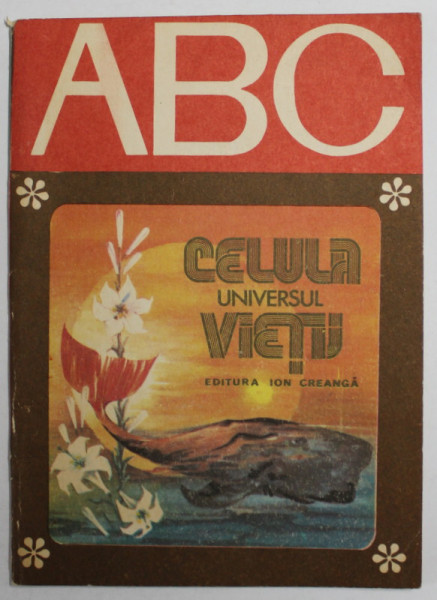 ABC
CELULA
UNIVERSUL
VIEȚII
EDITURA ION CREANGĂ